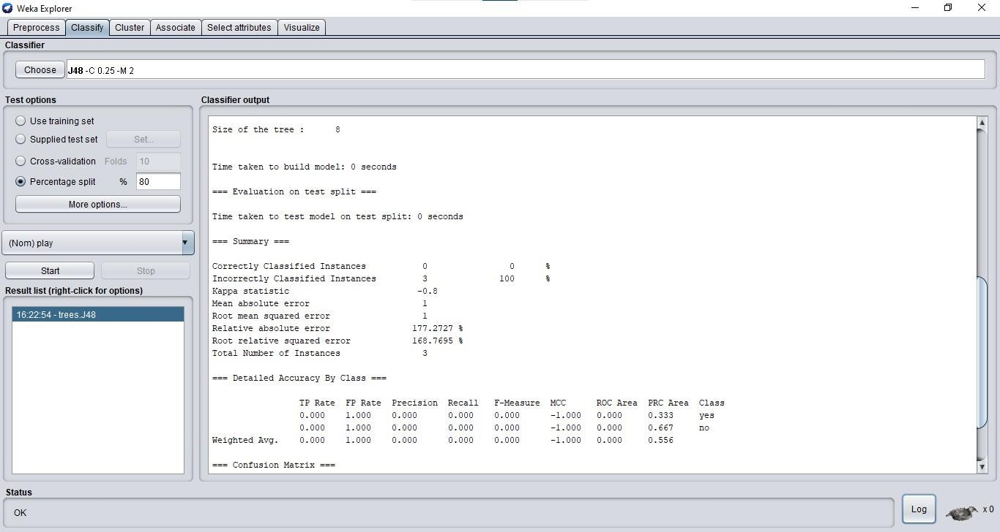 Weka Explorer
Preprocess Classify Cluster Associate Select attributes Visualize
Classifier
Choose J48 -C 0.25 -M 2
Test options
Use training set
Supplied test set Set...
Cross-validation Folds 10
Percentage split % 80
More options...
(Nom) play
Start Stop
Result list (right-click for options)
16:22:54 - trees.J48
Classifier output
Size of the tree : 8
Time taken to build model: 0 seconds
=== Evaluation on test split ===
Time taken to test model on test split: 0 seconds
=== Summary ===
Correctly Classified Instances 0 0 %
Incorrectly Classified Instances 3 100 %
Kappa statistic -0.8
Mean absolute error 1
Root mean squared error 1
Relative absolute error 177.2727 %
Root relative squared error 168.7695 %
Total Number of Instances 3
=== Detailed Accuracy By Class ===
TP Rate FP Rate Precision Recall F-Measure MCC ROC Area PRC Area Class
0.000 1.000 0.000 0.000 0.000 -1.000 0.000 0.333 yes
0.000 1.000 0.000 0.000 0.000 -1.000 0.000 0.667 no
Weighted Avg. 0.000 1.000 0.000 0.000 0.000 -1.000 0.000 0.556
=== Confusion Matrix ===
Status
OK
Log x 0